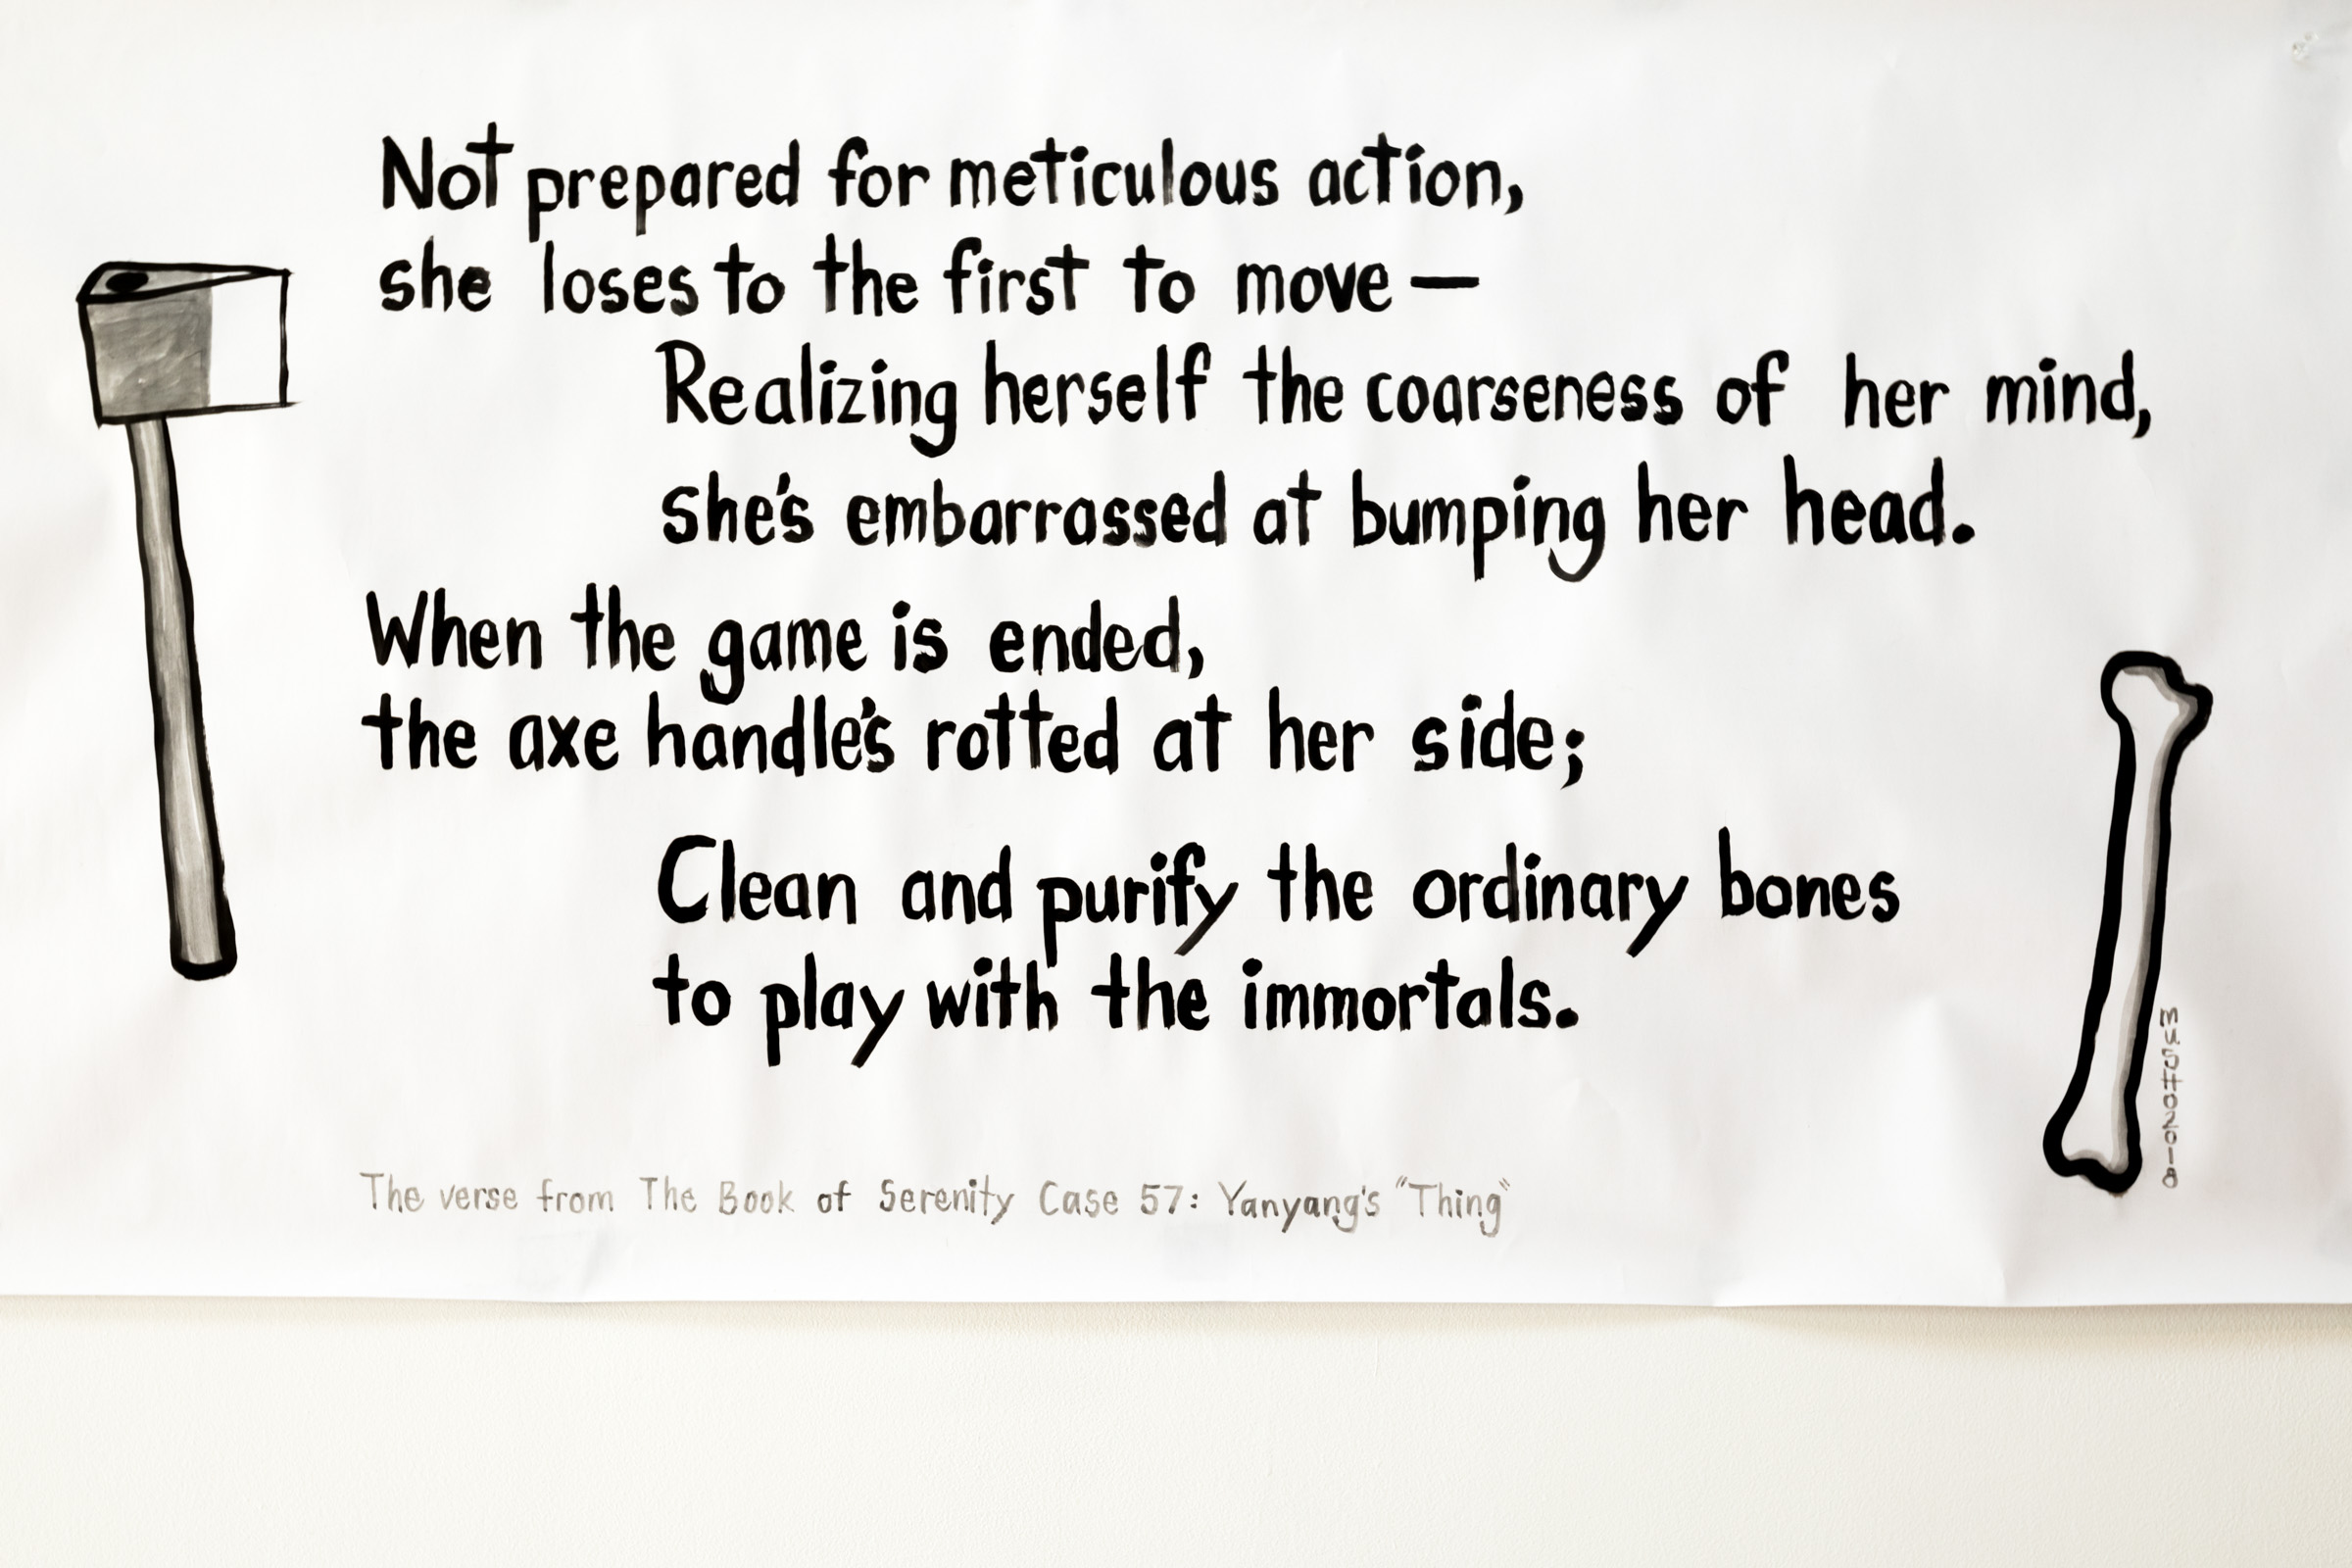 Not prepared for meticulous action,
she loses to the first to move —
Realizing herself the coarseness of her mind,
she's embarrassed at bumping her head.
When the game is ended,
the axe handle's rotted at her side;
Clean and purify the ordinary bones
to play with the immortals.
The verse from The Book of Serenity Case 57: Yanyang's "Thing"